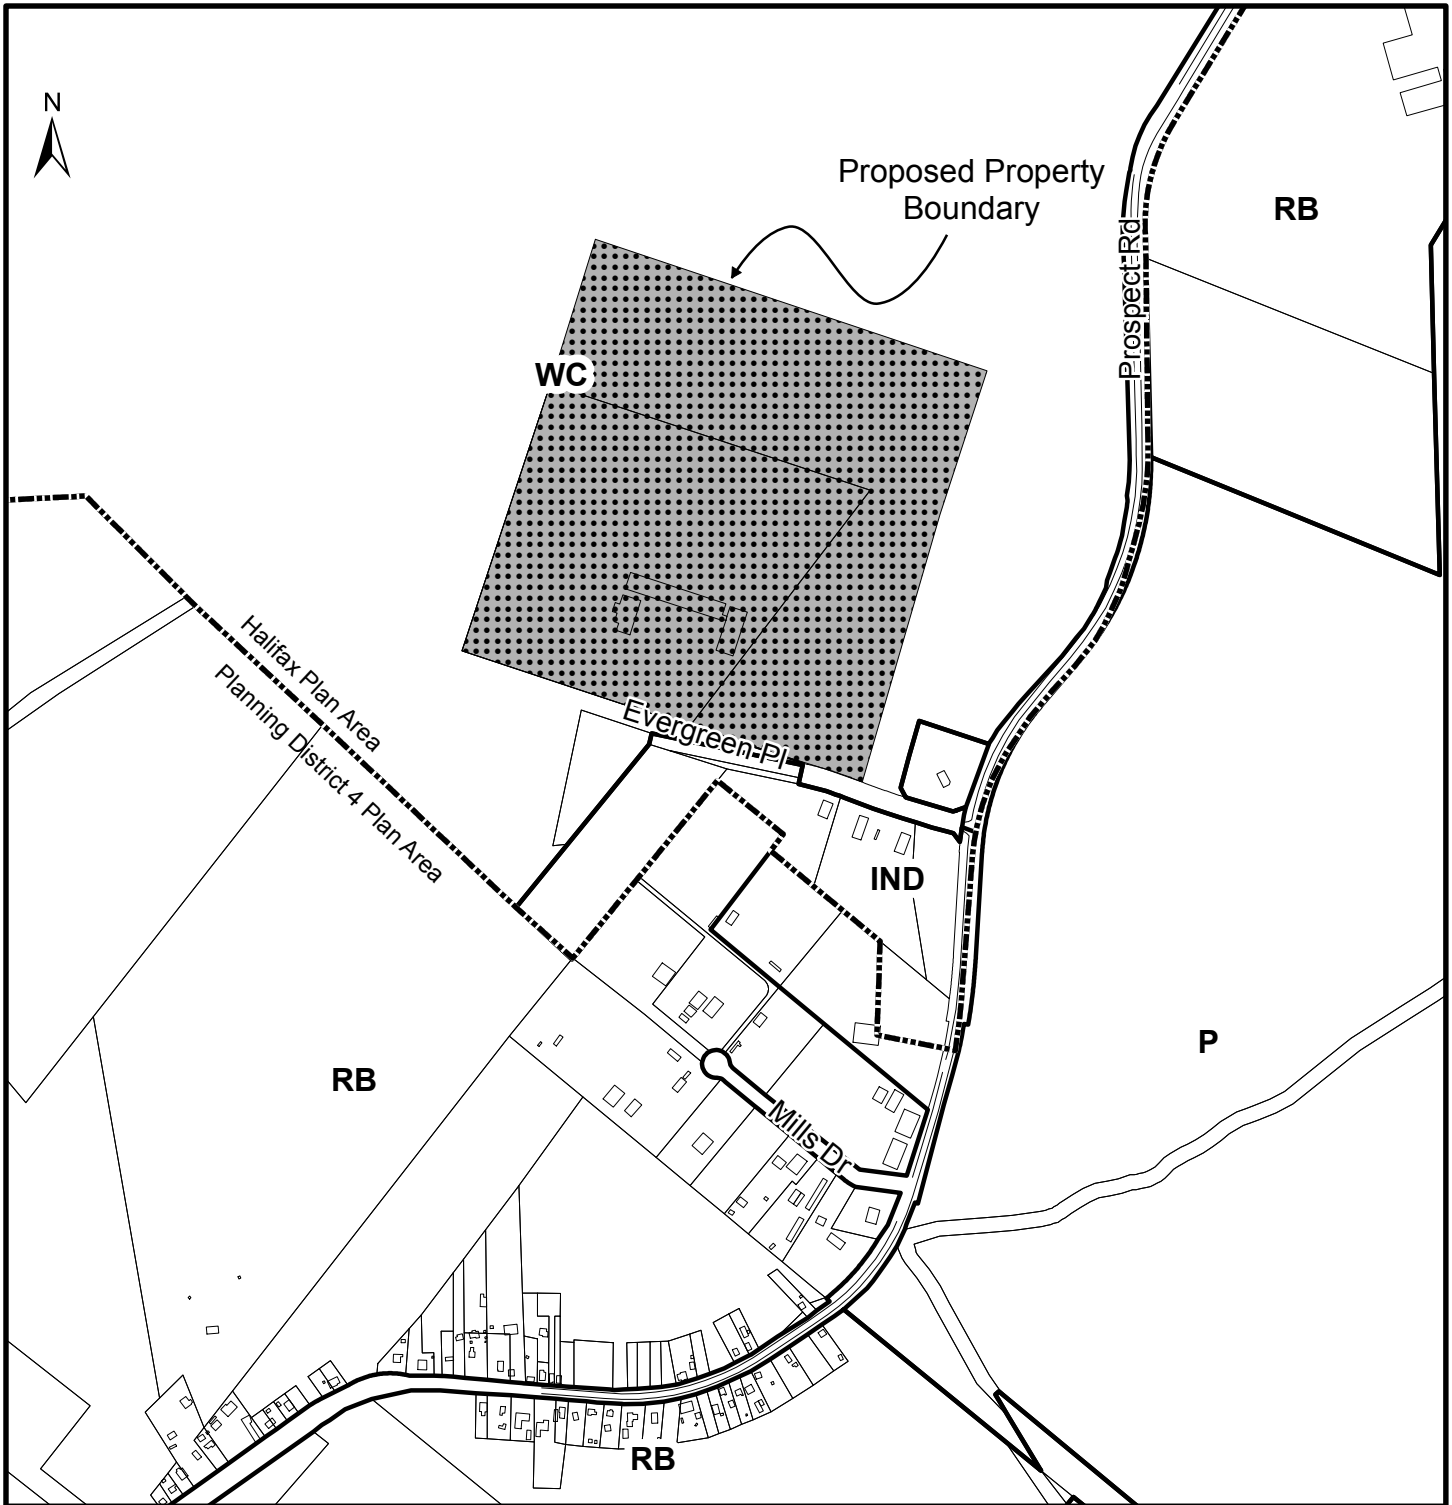 N
Proposed Property
Boundary
RB
Prospect Rd
WC
Halifax Plan Area
Planning District 4 Plan Area
Evergreen Pl
IND
P
RB
Mills Dr
RB